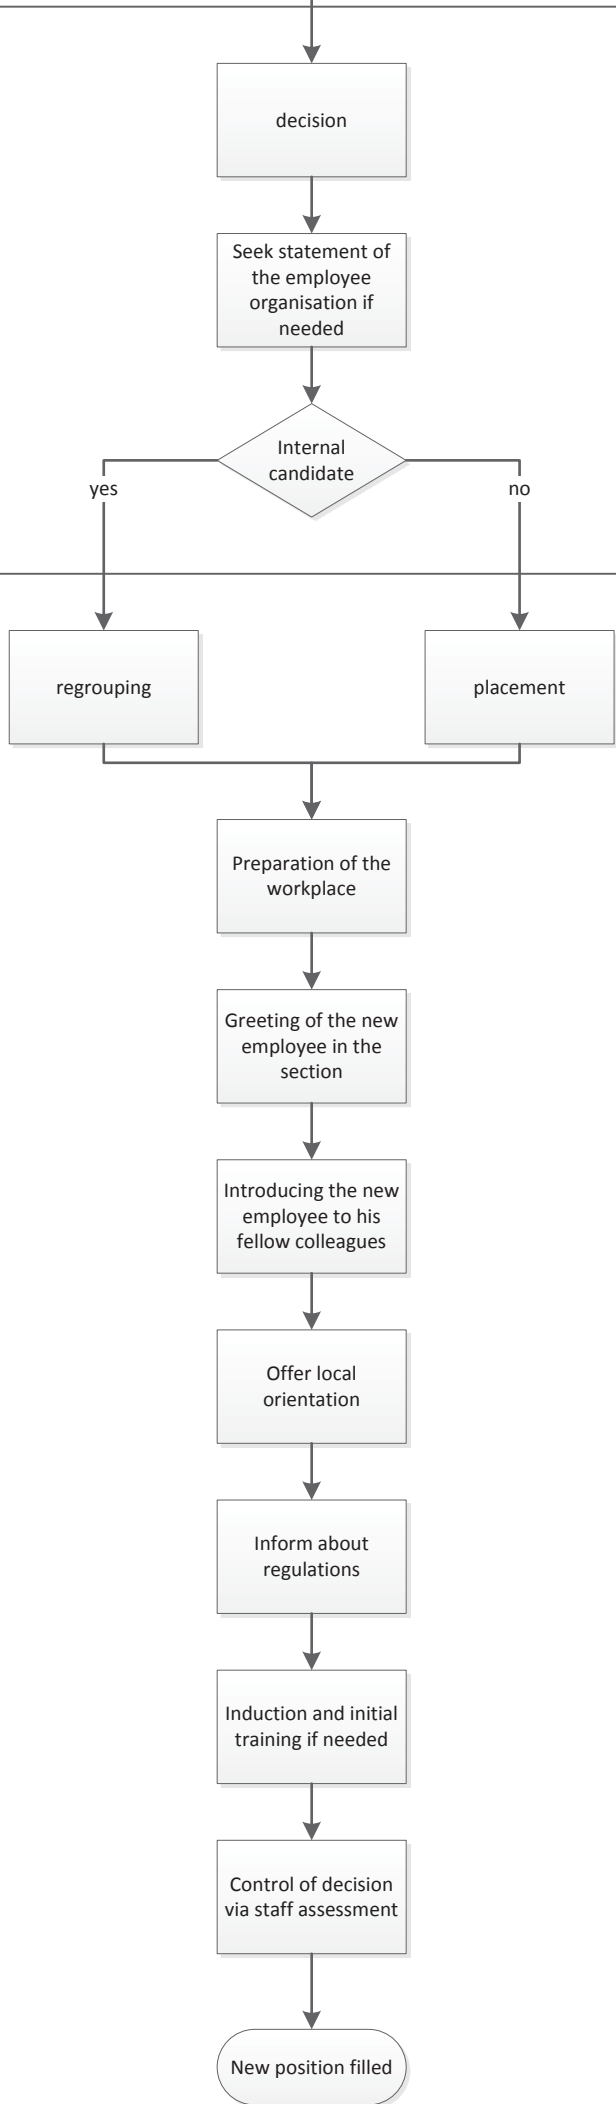 decision
Seek statement of
the employee
organisation if
needed
Internal
candidate
yes
no
regrouping
placement
Preparation of the
workplace
Greeting of the new
employee in the
section
Introducing the new
employee to his
fellow colleagues
Offer local
orientation
Inform about
regulations
Induction and initial
training if needed
Control of decision
via staff assessment
New position filled